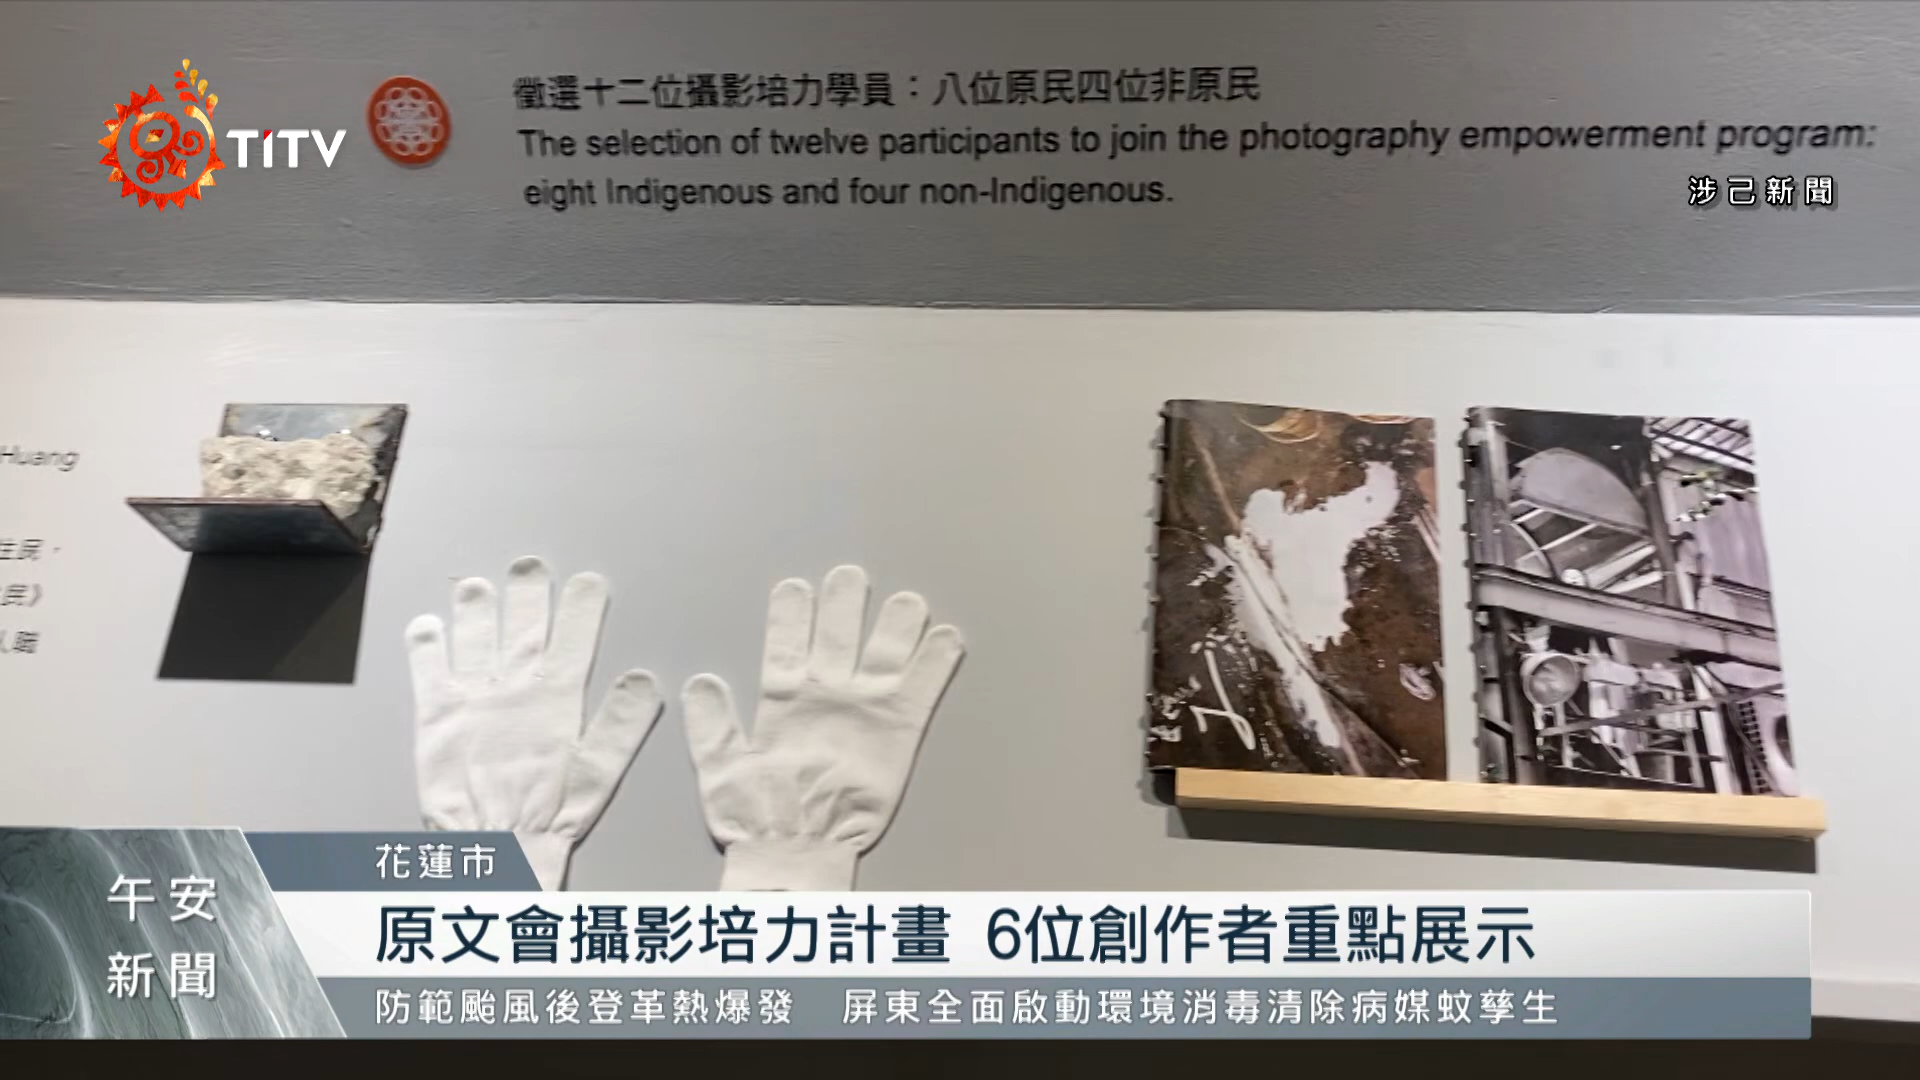 TITV
徵選十二位攝影培力學員：八位原民四位非原民
The selection of twelve participants to join the photography empowerment program:
eight Indigenous and four non-Indigenous.
涉己新聞
Huang
住民．
民》
人職
花蓮市
午安
新聞
原文會攝影培力計畫 6位創作者重點展示
防範颱風後登革熱爆發 屏東全面啟動環境消毒清除病媒蚊孳生